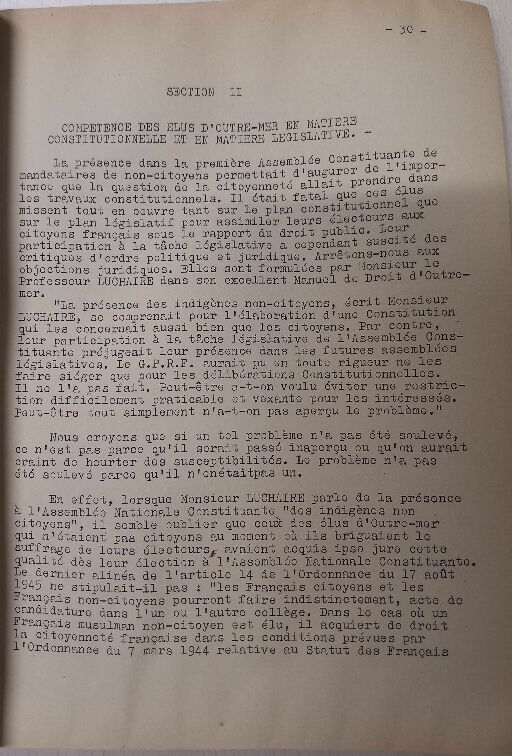 - 30 -
SECTION II
COMPETENCE DES ELUS D'OUTRE-MER EN MATIERE
CONSTITUTIONNELLE ET EN MATIERE LEGISLATIVE. -
La présence dans la première Assemblée Constituante de
mandataires de non-citoyens permettait d'augurer de l'impor-
tance que la question de la citoyenneté allait prendre dans
les travaux constitutionnels. Il était fatal que ces élus
missent tout en oeuvre tant sur le plan constitutionnel que
sur le plan législatif pour assimiler leurs électeurs aux
citoyens français sous le rapport du droit public. Leur
participation à la tâche législative a cependant suscité des
critiques d'ordre politique et juridique. Arrêtons-nous aux
objections juridiques. Elles sont formulées par Monsieur le
Professeur LUCHAIRE dans son excellent Manuel de Droit d'Outre-
mer.
"La présence des indigènes non-citoyens, écrit Monsieur
LUCHAIRE, se comprenait pour l'élaboration d'une Constitution
qui les concernait aussi bien que les citoyens. Par contre,
leur participation à la tâche législative de l'Assemblée Cons-
tituante préjugeait leur présence dans les futures assemblées
législatives. Le G.P.R.F. aurait pu en toute rigueur ne les
faire siéger que pour les délibérations Constitutionnelles.
Il ne l'a pas fait. Peut-être a-t-on voulu éviter une restric-
tion difficilement praticable et vexante pour les intéressés.
Peut-Être tout simplement n'a-t-on pas aperçu le problème."
Nous croyons que si un tel problème n'a pas été soulevé,
ce n'est pas parce qu'il serait passé inaperçu ou qu'on aurait
craint de heurter des susceptibilités. Le problème n'a pas
été soulevé parce qu'il n'enétaitpas un.
En effet, lorsque Monsieur LUCHAIRE parle de la présence
à l'Assemblée Nationale Constituante "des indigènes non
citoyens", il semble oublier que ceux des élus d'Outre-mer
qui n'étaient pas citoyens au moment où ils briguaient le
suffrage de leurs électeurs, avaient acquis ipso jure cette
qualité dès leur élection à l'Assemblée Nationale Constituante.
Le dernier alinéa de l'article 14 de l'Ordonnance du 17 août
1945 ne stipulait-il pas : "les Français citoyens et les
Français non-citoyens pourront faire indistinctement, acte de
candidature dans l'un ou l'autre collège. Dans le cas où un
Français musulman non-citoyen est élu, il acquiert de droit
la citoyenneté française dans les conditions prévues par
l'Ordonnance du 7 mars 1944 relative au Statut des Français